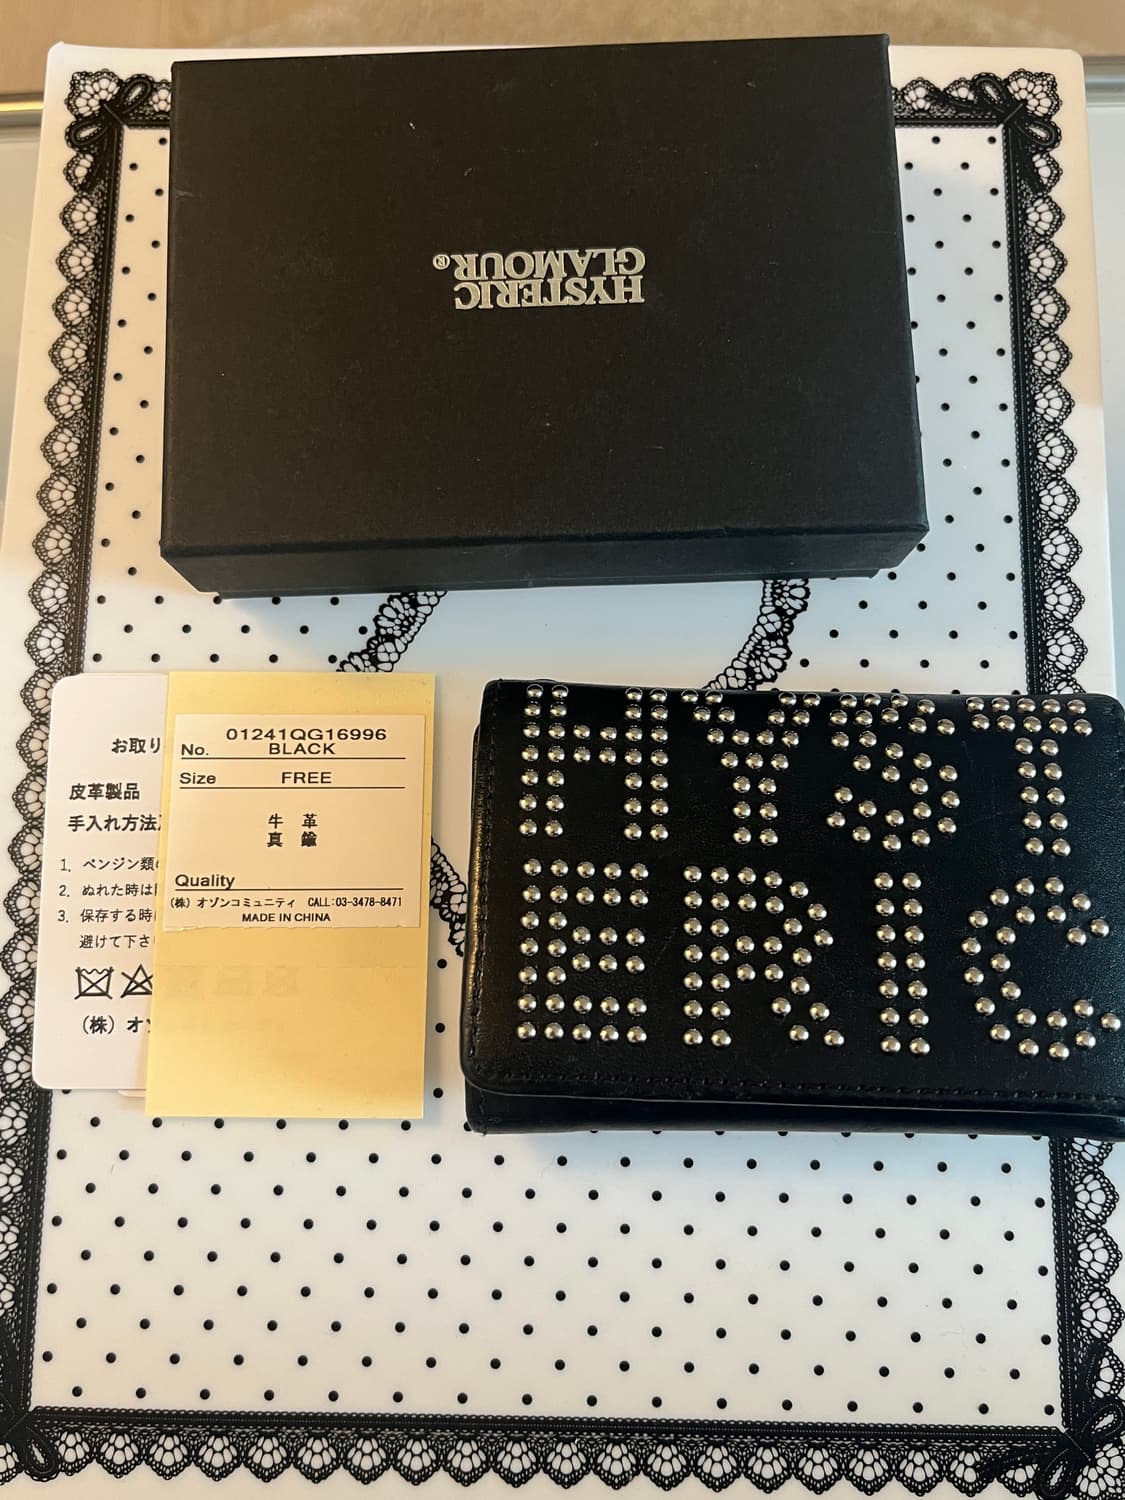 HYSTERIC
GLAMOUR®
お取り
皮革製品
手入れ方法
1. ベンジン類
2. ぬれた時は
3. 保存する時
避けて下さ
(株) オ
01241QG16996
No. BLACK
Size FREE
牛 革
真 鍮
Quality
(株) オゾンコミュニティ CALL:03-3478-8471
MADE IN CHINA
HYST
ERIC